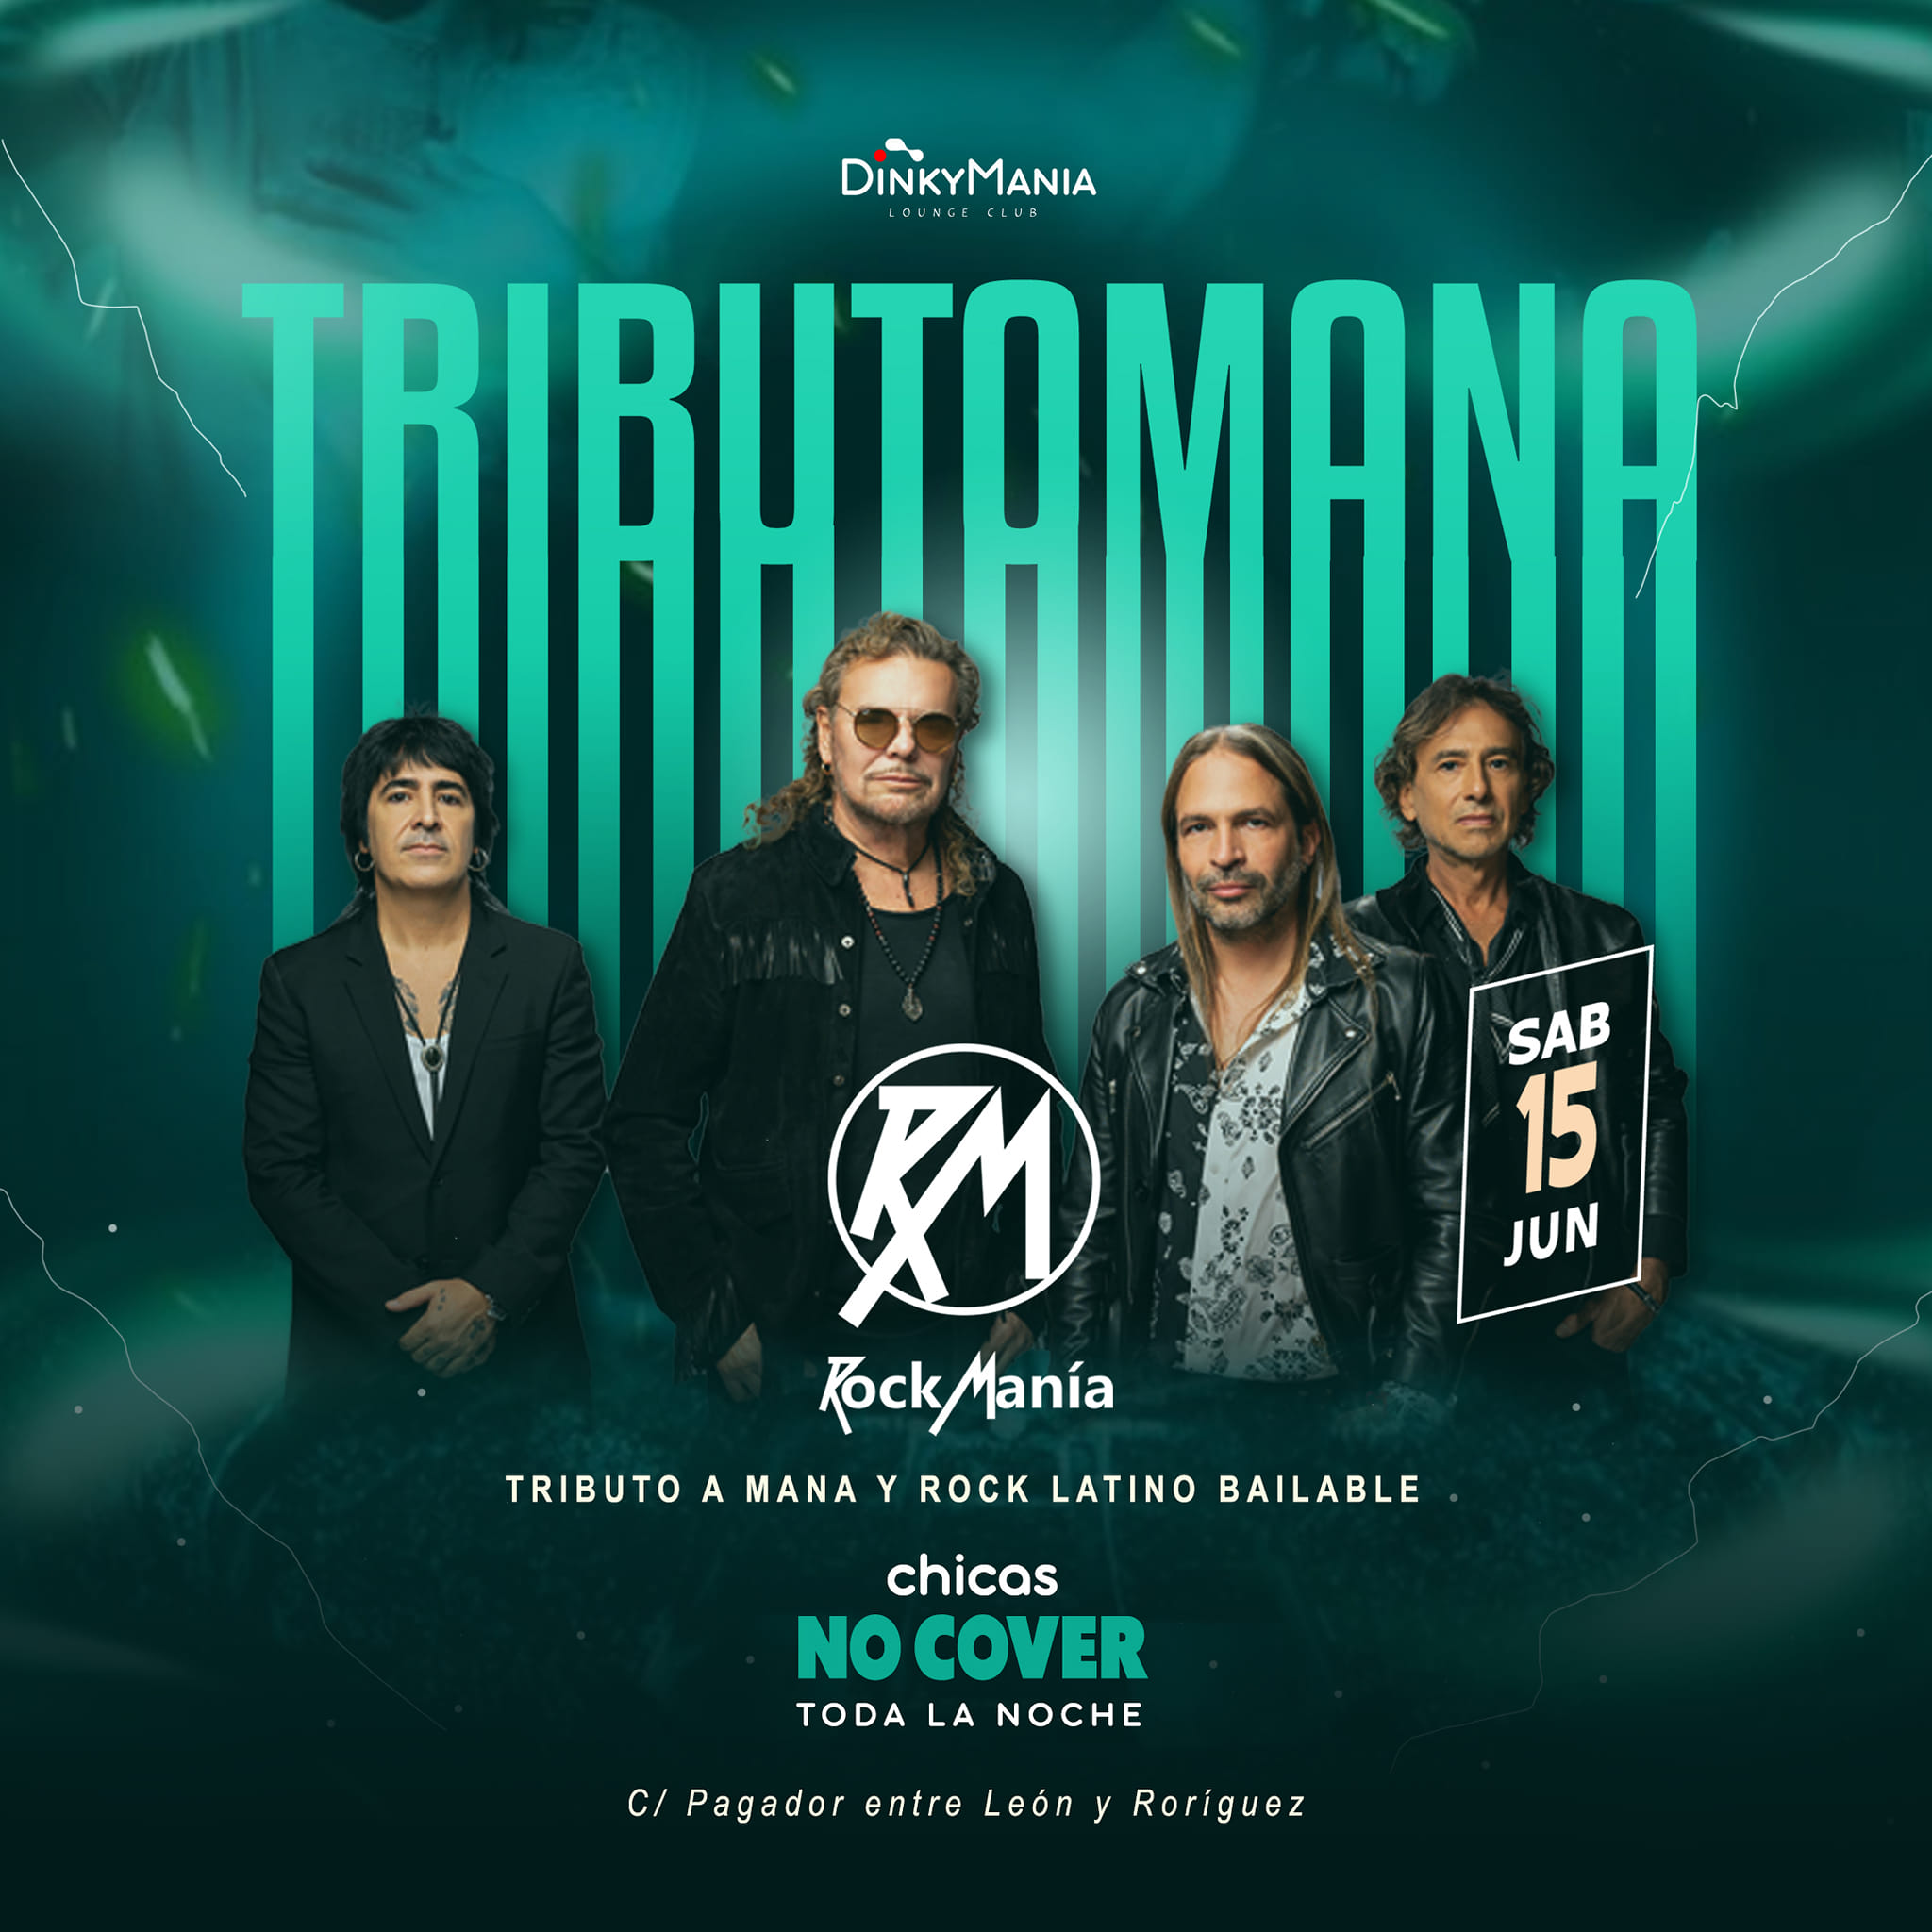 DINKYMANIA
LOUNGE CLUB
TRIBUTAMANA
SAB
15
JUN
RM
RockManía
TRIBUTO A MANA Y ROCK LATINO BAILABLE
chicas
NO COVER
TODA LA NOCHE
C/ Pagador entre León y Roríguez